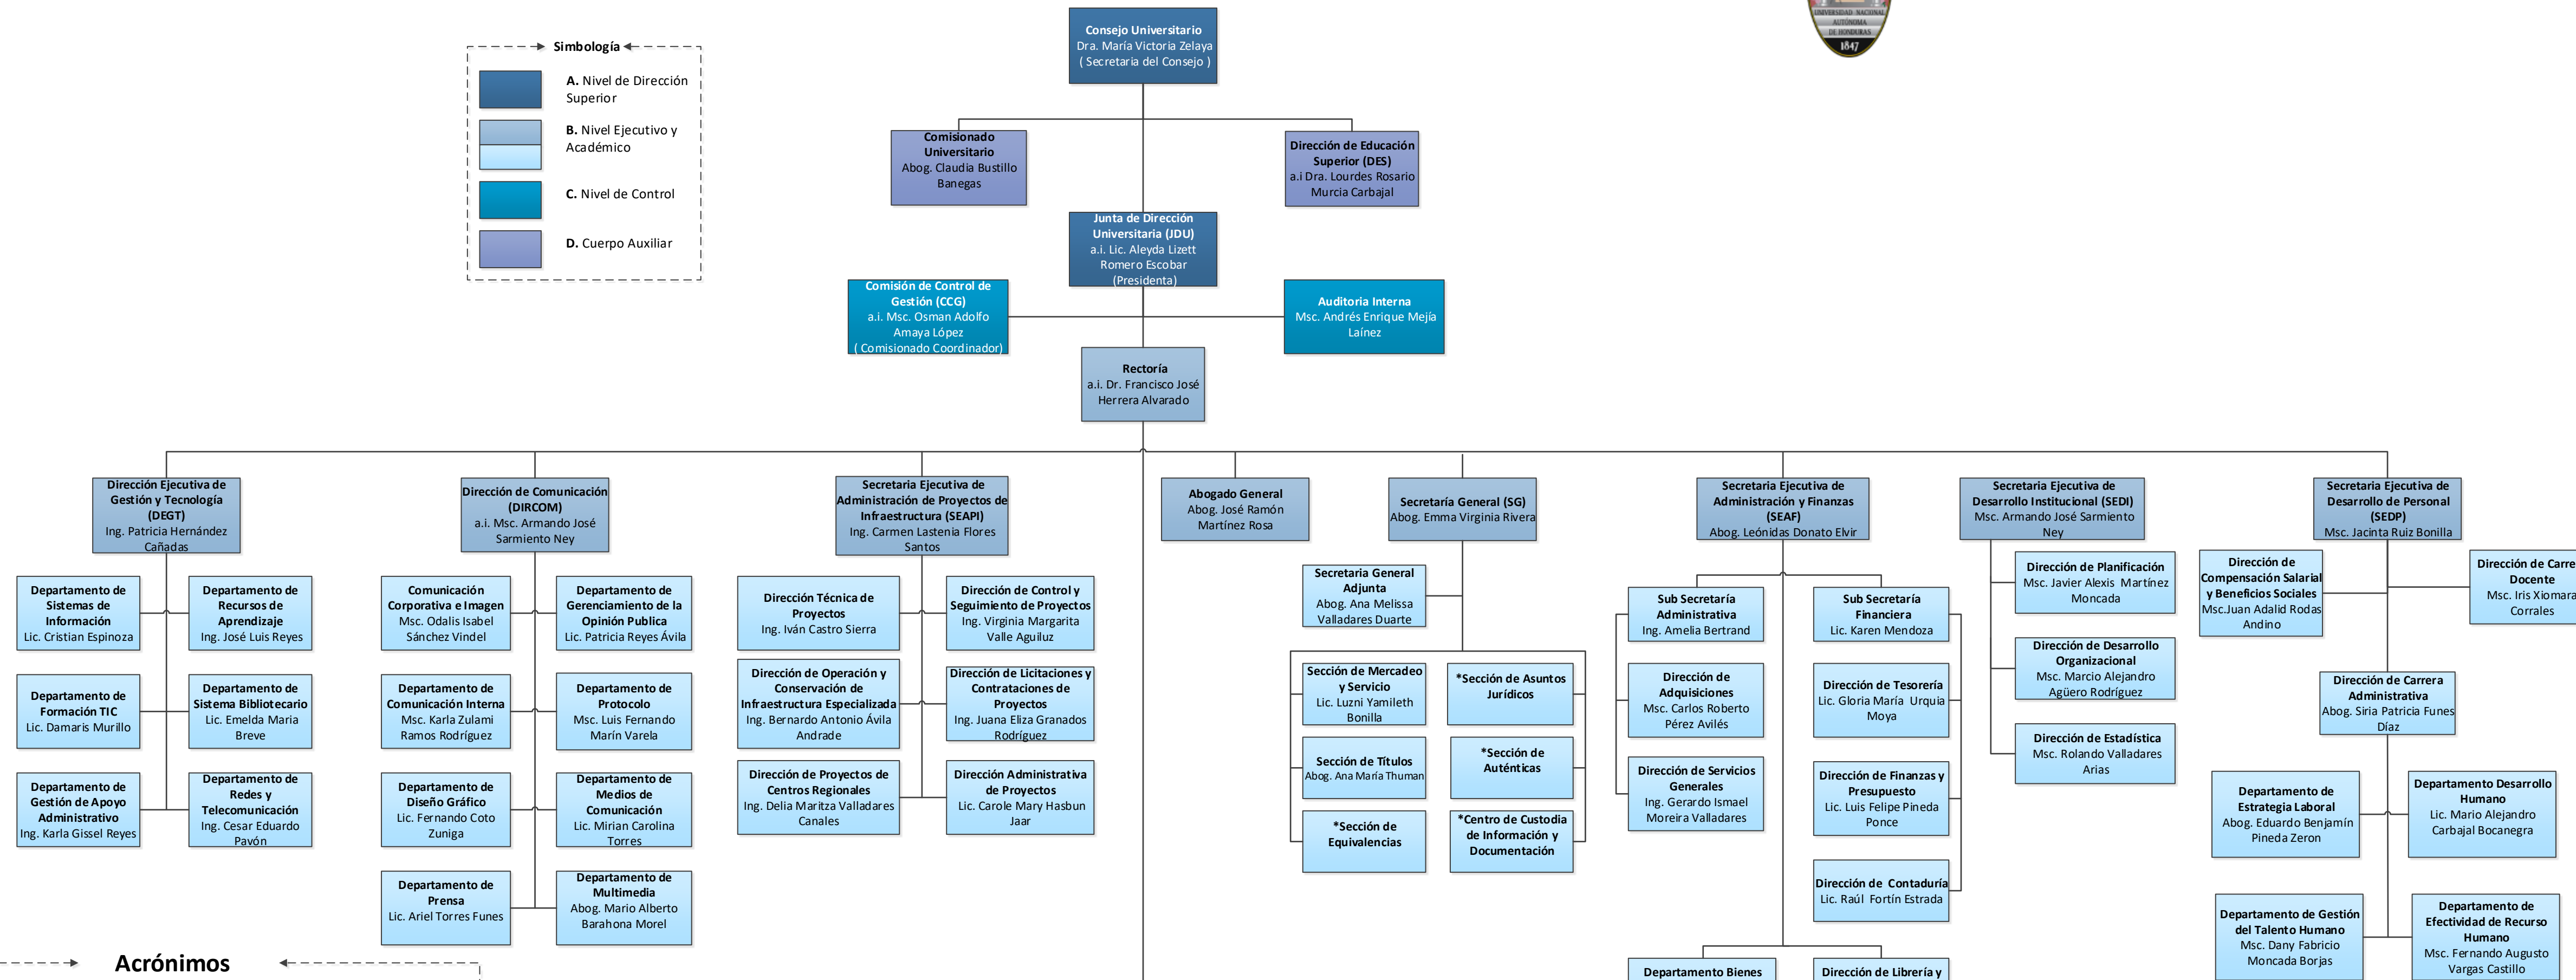 UNIVERSIDAD NACIONAL
AUTÓNOMA
DE HONDURAS
1847
Simbología
A. Nivel de Dirección
Superior
B. Nivel Ejecutivo y
Académico
C. Nivel de Control
D. Cuerpo Auxiliar
Consejo Universitario
Dra. María Victoria Zelaya
( Secretaria del Consejo )
Comisionado
Universitario
Abog. Claudia Bustillo
Banegas
Dirección de Educación
Superior (DES)
a.i Dra. Lourdes Rosario
Murcia Carbajal
Junta de Dirección
Universitaria (JDU)
a.i. Lic. Aleyda Lizett
Romero Escobar
(Presidenta)
Comisión de Control de
Gestión (CCG)
a.i. Msc. Osman Adolfo
Amaya López
( Comisionado Coordinador)
Auditoria Interna
Msc. Andrés Enrique Mejía
Laínez
Rectoría
a.i. Dr. Francisco José
Herrera Alvarado
Dirección Ejecutiva de
Gestión y Tecnología
(DEGT)
Ing. Patricia Hernández
Cañadas
Departamento de
Sistemas de
Información
Lic. Cristian Espinoza
Departamento de
Recursos de
Aprendizaje
Ing. José Luis Reyes
Departamento de
Formación TIC
Lic. Damaris Murillo
Departamento de
Sistema Bibliotecario
Lic. Emelda Maria
Breve
Departamento de
Gestión de Apoyo
Administrativo
Ing. Karla Gissel Reyes
Departamento de
Redes y
Telecomunicación
Ing. Cesar Eduardo
Pavón
Dirección de Comunicación
(DIRCOM)
a.i. Msc. Armando José
Sarmiento Ney
Comunicación
Corporativa e Imagen
Msc. Odalis Isabel
Sánchez Vindel
Departamento de
Gerenciamiento de la
Opinión Publica
Lic. Patricia Reyes Ávila
Departamento de
Comunicación Interna
Msc. Karla Zulami
Ramos Rodríguez
Departamento de
Protocolo
Msc. Luis Fernando
Marín Varela
Departamento de
Diseño Gráfico
Lic. Fernando Coto
Zuniga
Departamento de
Medios de
Comunicación
Lic. Mirian Carolina
Torres
Departamento de
Prensa
Lic. Ariel Torres Funes
Departamento de
Multimedia
Abog. Mario Alberto
Barahona Morel
Secretaria Ejecutiva de
Administración de Proyectos de
Infraestructura (SEAPI)
Ing. Carmen Lastenia Flores
Santos
Dirección Técnica de
Proyectos
Ing. Iván Castro Sierra
Dirección de Control y
Seguimiento de Proyectos
Ing. Virginia Margarita
Valle Aguiluz
Dirección de Operación y
Conservación de
Infraestructura Especializada
Ing. Bernardo Antonio Ávila
Andrade
Dirección de Licitaciones y
Contrataciones de
Proyectos
Ing. Juana Eliza Granados
Rodríguez
Dirección de Proyectos de
Centros Regionales
Ing. Delia Maritza Valladares
Canales
Dirección Administrativa
de Proyectos
Lic. Carole Mary Hasbun
Jaar
Abogado General
Abog. José Ramón
Martínez Rosa
Secretaría General (SG)
Abog. Emma Virginia Rivera
Secretaria General
Adjunta
Abog. Ana Melissa
Valladares Duarte
Sección de Mercadeo
y Servicio
Lic. Luzni Yamileth
Bonilla
*Sección de Asuntos
Jurídicos
Sección de Títulos
Abog. Ana María Thuman
*Sección de
Auténticas
*Sección de
Equivalencias
*Centro de Custodia
de Información y
Documentación
Secretaria Ejecutiva de
Administración y Finanzas
(SEAF)
Abog. Leónidas Donato Elvir
Sub Secretaría
Administrativa
Ing. Amelia Bertrand
Sub Secretaría
Financiera
Lic. Karen Mendoza
Dirección de
Adquisiciones
Msc. Carlos Roberto
Pérez Avilés
Dirección de Tesorería
Lic. Gloria María Urquia
Moya
Dirección de Servicios
Generales
Ing. Gerardo Ismael
Moreira Valladares
Dirección de Finanzas y
Presupuesto
Lic. Luis Felipe Pineda
Ponce
Dirección de Contaduría
Lic. Raúl Fortín Estrada
Departamento Bienes
Dirección de Librería y
Secretaria Ejecutiva de
Desarrollo Institucional (SEDI)
Msc. Armando José Sarmiento
Ney
Dirección de Planificación
Msc. Javier Alexis Martínez
Moncada
Dirección de Desarrollo
Organizacional
Msc. Marcio Alejandro
Agüero Rodríguez
Dirección de Estadística
Msc. Rolando Valladares
Arias
Secretaria Ejecutiva de
Desarrollo de Personal
(SEDP)
Msc. Jacinta Ruiz Bonilla
Dirección de
Compensación Salarial
y Beneficios Sociales
Msc.Juan Adalid Rodas
Andino
Dirección de Carre
Docente
Msc. Iris Xiomara
Corrales
Dirección de Carrera
Administrativa
Abog. Siria Patricia Funes
Díaz
Departamento de
Estrategia Laboral
Abog. Eduardo Benjamín
Pineda Zeron
Departamento Desarrollo
Humano
Lic. Mario Alejandro
Carbajal Bocanegra
Departamento de Gestión
del Talento Humano
Msc. Dany Fabricio
Moncada Borjas
Departamento de
Efectividad de Recurso
Humano
Msc. Fernando Augusto
Vargas Castillo
Acrónimos